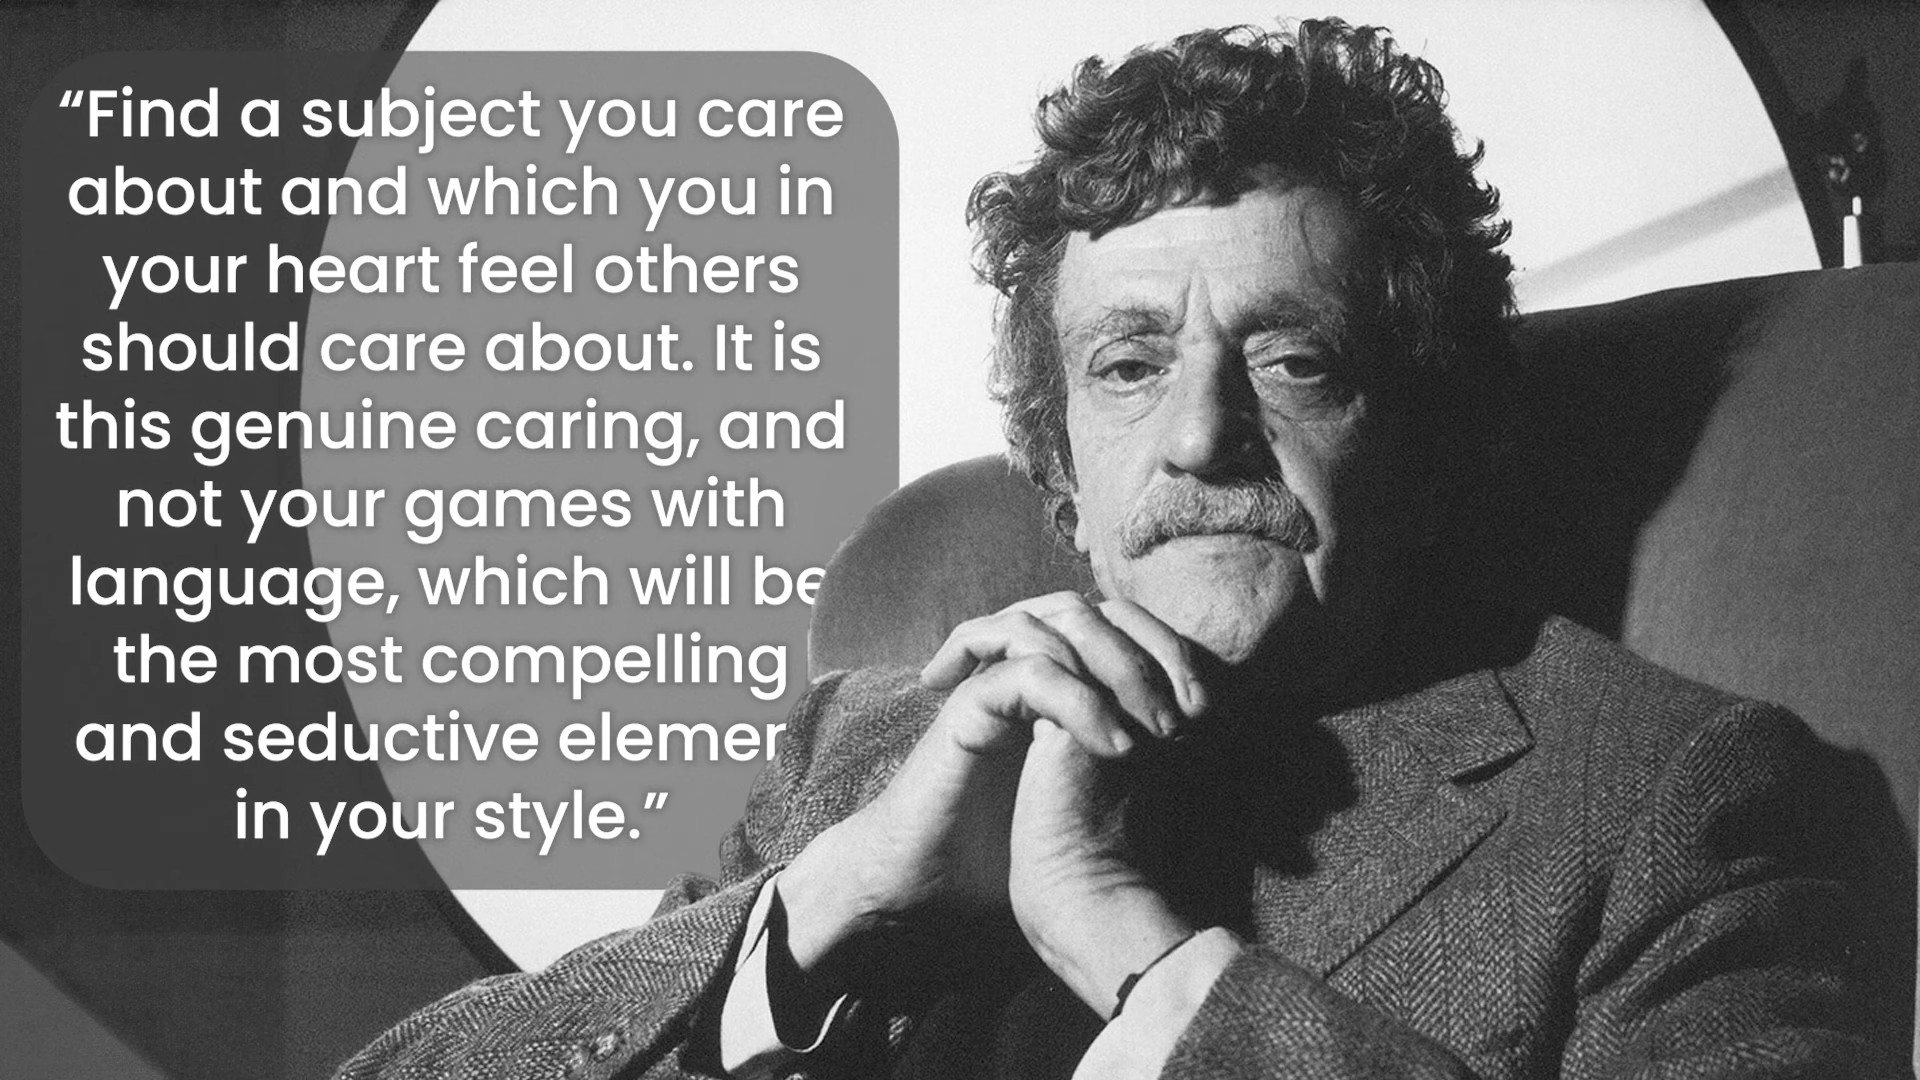 “Find a subject you care
about and which you in
your heart feel others
should care about. It is
this genuine caring, and
not your games with
language, which will be
the most compelling
and seductive elemen
in your style.”